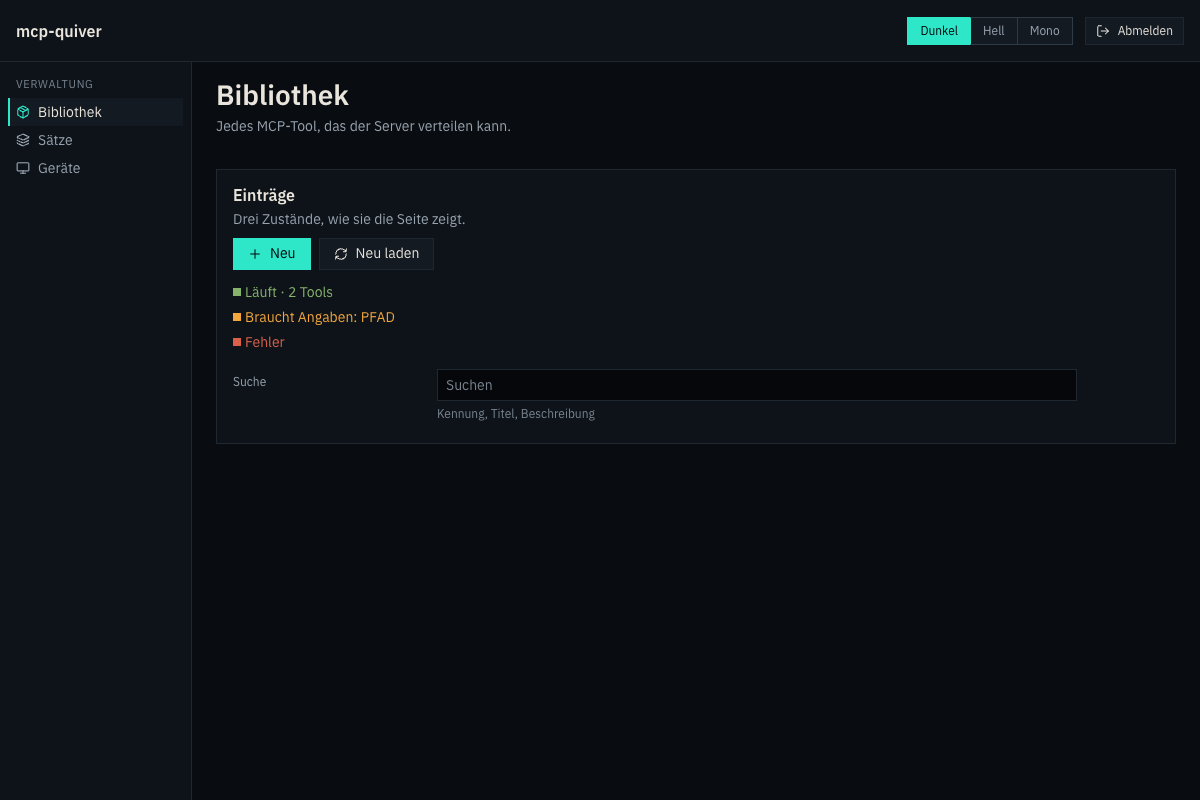 mcp-quiver
Dunkel Hell Mono Abmelden
VERWALTUNG
Bibliothek
Sätze
Geräte
Bibliothek
Jedes MCP-Tool, das der Server verteilen kann.
Einträge
Drei Zustände, wie sie die Seite zeigt.
Neu Neu laden
Läuft · 2 Tools
Braucht Angaben: PFAD
Fehler
Suche Suchen
Kennung, Titel, Beschreibung